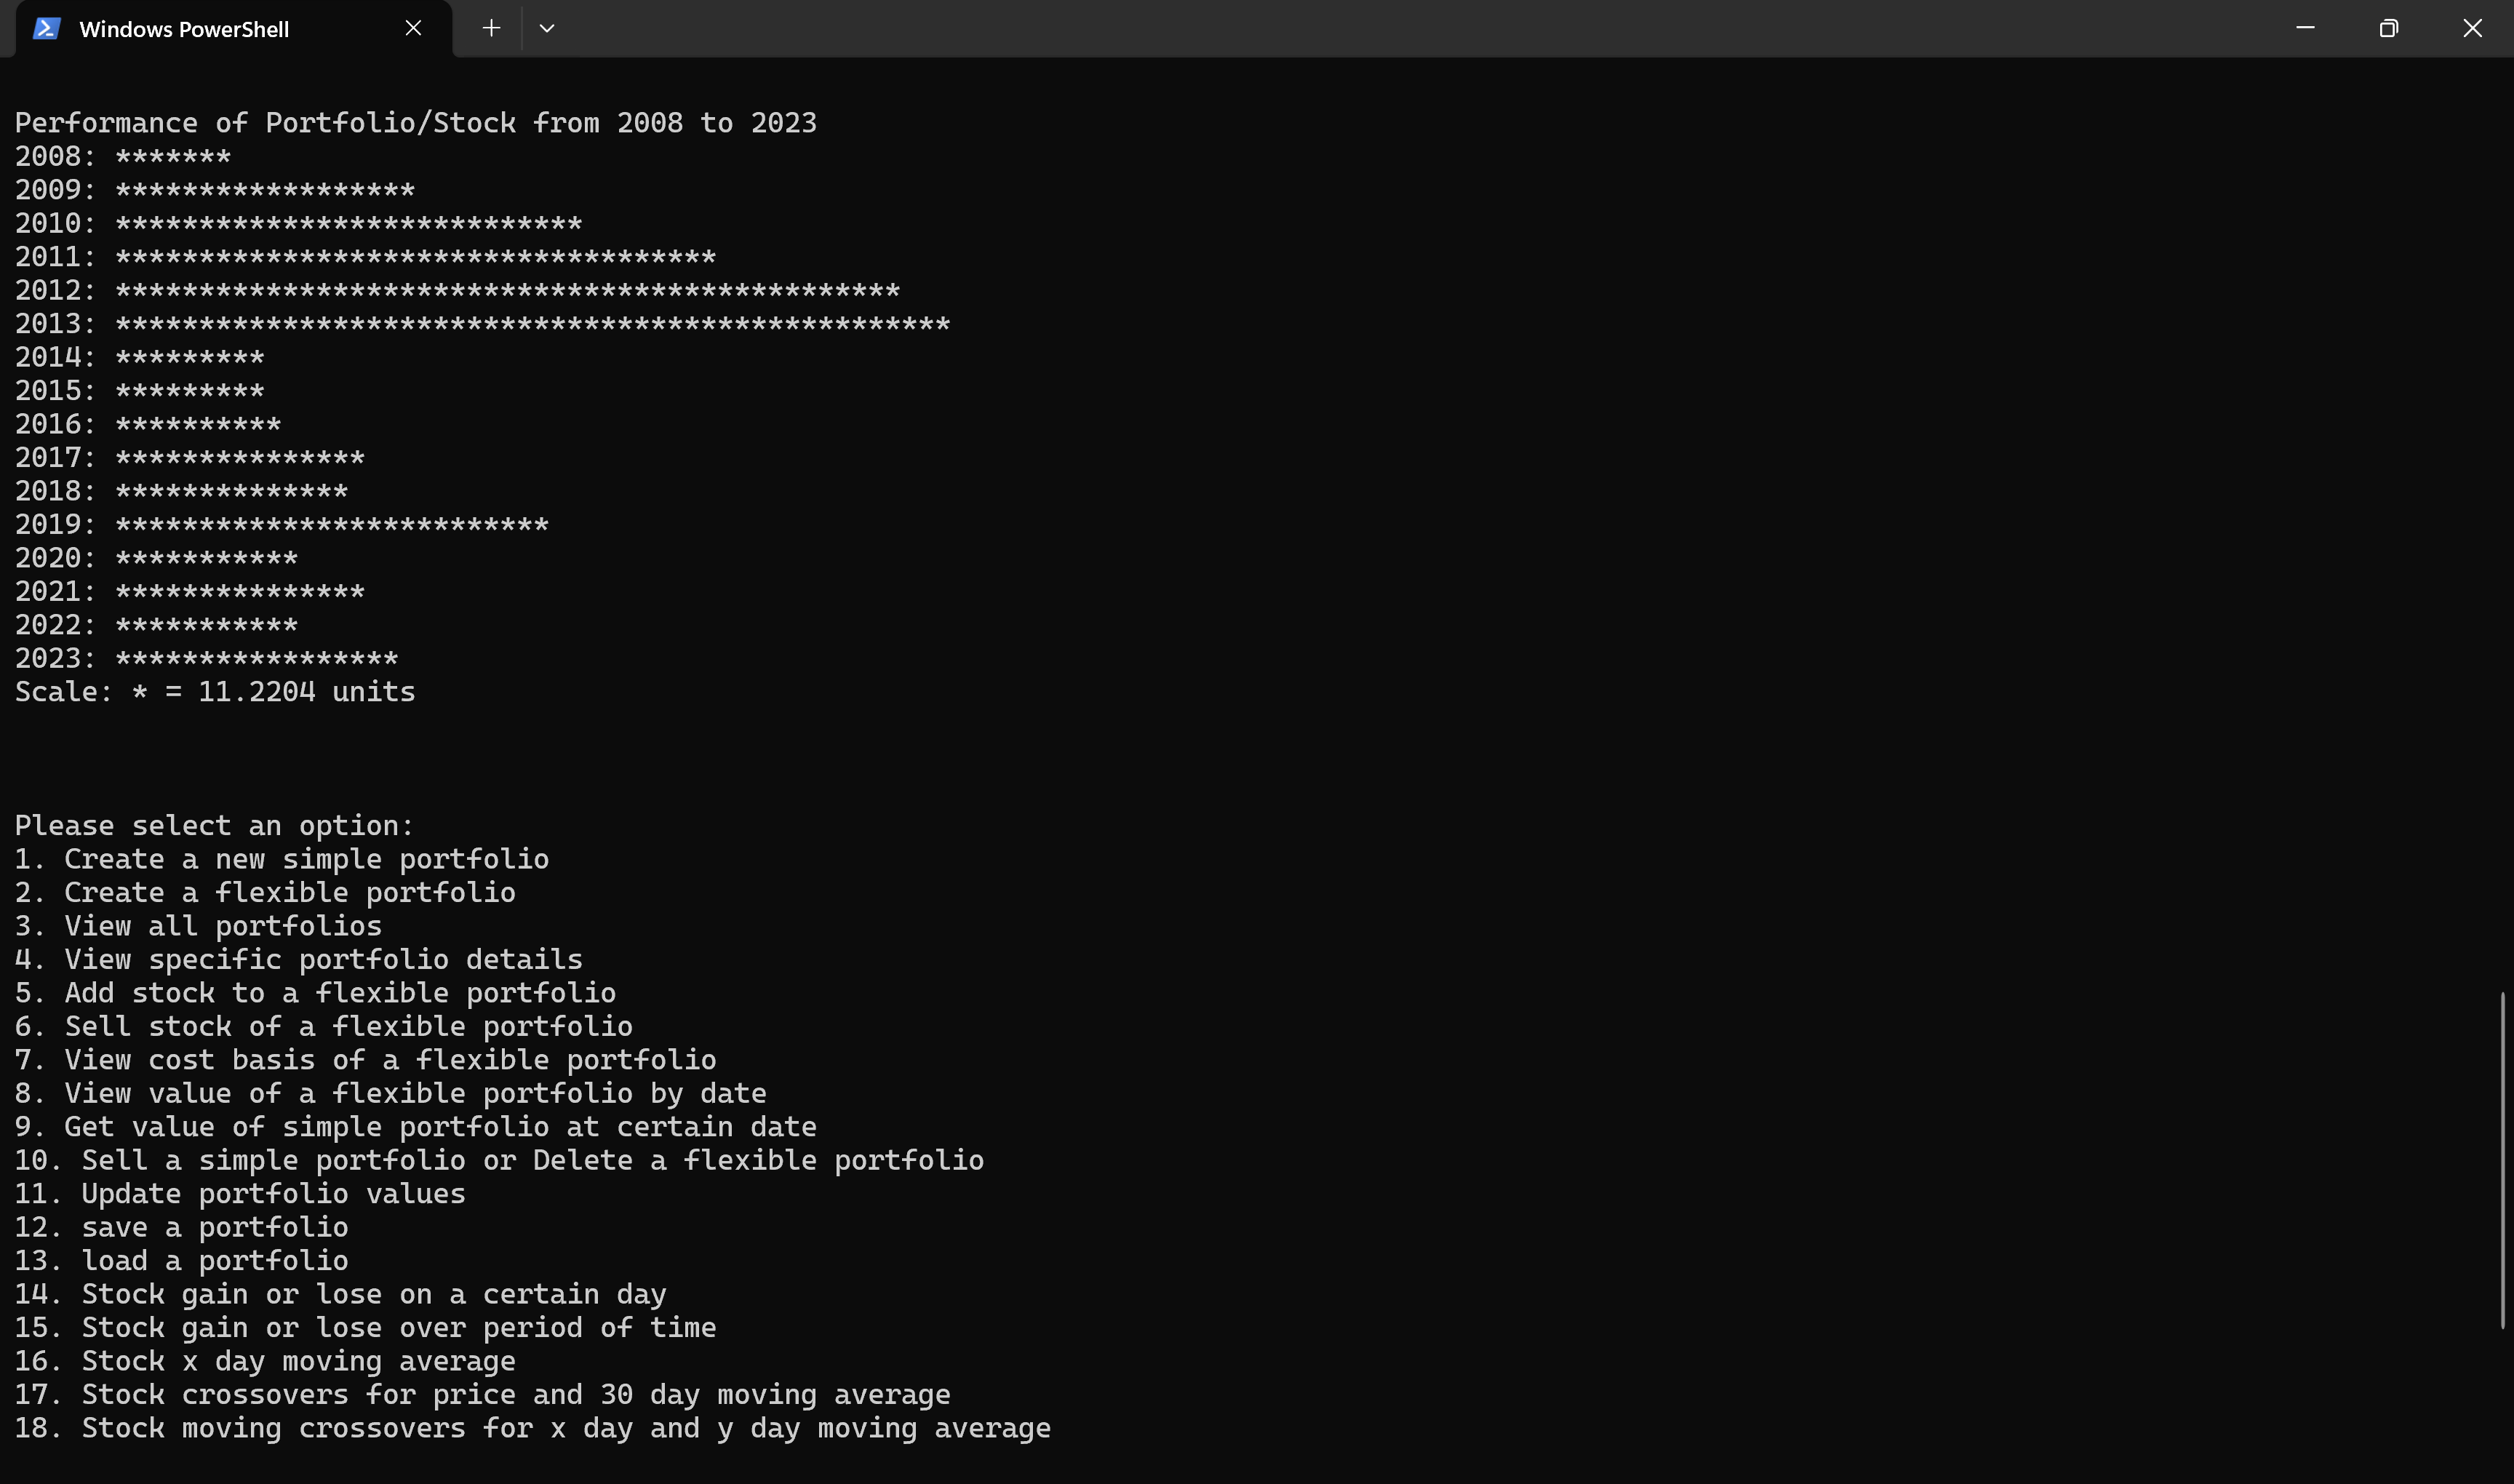 Windows PowerShell
Performance of Portfolio/Stock from 2008 to 2023
2008: *******
2009: ******************
2010: ****************************
2011: ************************************
2012: ***********************************************
2013: **************************************************
2014: *********
2015: *********
2016: **********
2017: ***************
2018: **************
2019: **************************
2020: ***********
2021: ***************
2022: ***********
2023: *****************
Scale: * = 11.2204 units
Please select an option:
1. Create a new simple portfolio
2. Create a flexible portfolio
3. View all portfolios
4. View specific portfolio details
5. Add stock to a flexible portfolio
6. Sell stock of a flexible portfolio
7. View cost basis of a flexible portfolio
8. View value of a flexible portfolio by date
9. Get value of simple portfolio at certain date
10. Sell a simple portfolio or Delete a flexible portfolio
11. Update portfolio values
12. save a portfolio
13. load a portfolio
14. Stock gain or lose on a certain day
15. Stock gain or lose over period of time
16. Stock x day moving average
17. Stock crossovers for price and 30 day moving average
18. Stock moving crossovers for x day and y day moving average